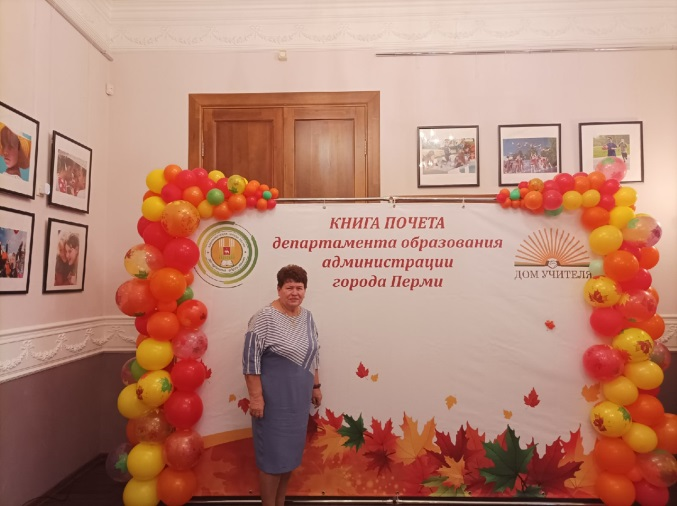 КНИГА ПОЧЕТА
департамента образования
администрации
города Перми
ДОМ УЧИТЕЛЯ